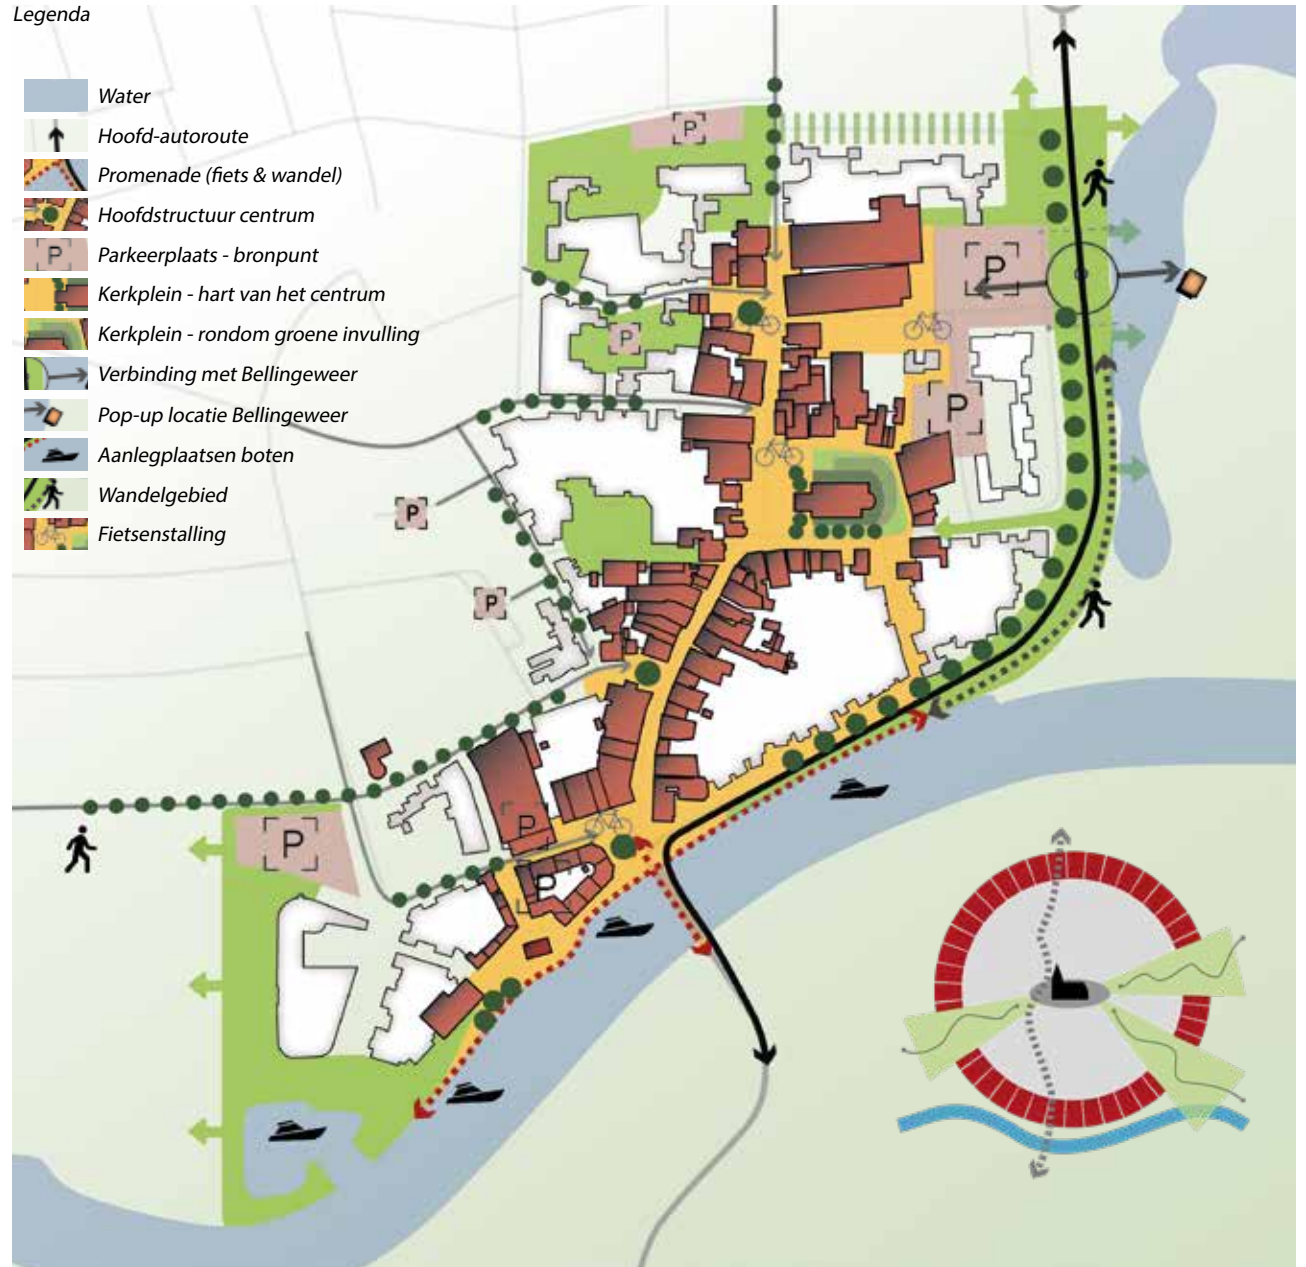 Legenda
Water
Hoofd-autoroute
Promenade (fiets & wandel)
Hoofdstructuur centrum
P
Parkeerplaats - bronpunt
Kerkplein - hart van het centrum
Kerkplein - rondom groene invulling
Verbinding met Bellingeweer
Pop-up locatie Bellingeweer
Aanlegplaatsen boten
Wandelgebied
Fietsenstalling
P
P
P
P
P
P
P
P
P